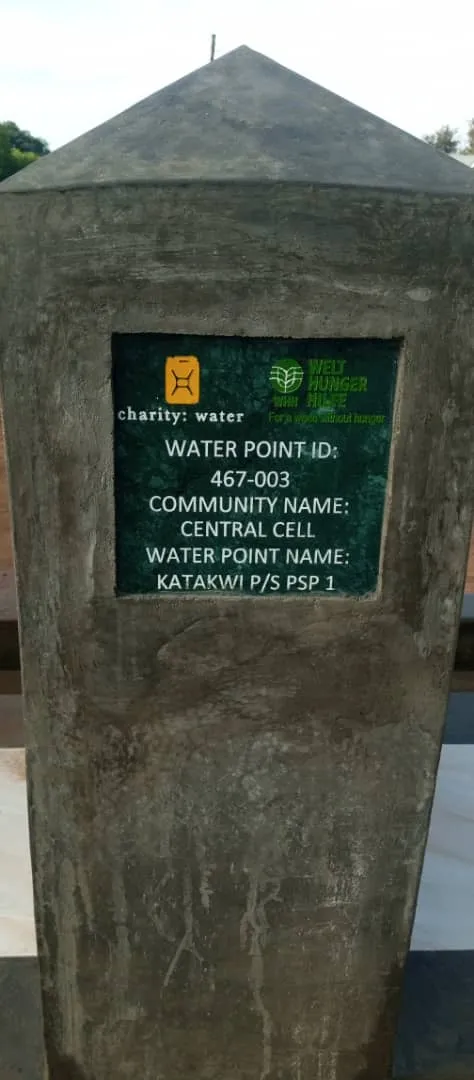 charity: water
WELT
HUNGER
WHH HILFE
For a world without hunger
WATER POINT ID:
467-003
COMMUNITY NAME:
CENTRAL CELL
WATER POINT NAME:
KATAKWI P/S PSP 1